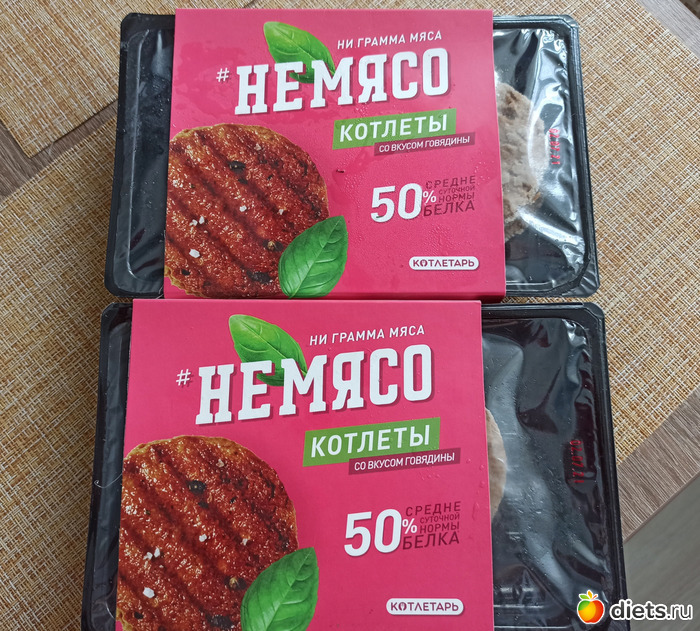 НИ ГРАММА МЯСА
#НЕМЯСО
КОТЛЕТЫ
СО ВКУСОМ ГОВЯДИНЫ
50%
СРЕДНЕ
СУТОЧНОЙ
НОРМЫ
БЕЛКА
КОТЛЕТАРЬ
НИ ГРАММА МЯСА
#НЕМЯСО
КОТЛЕТЫ
СО ВКУСОМ ГОВЯДИНЫ
50%
СРЕДНЕ
СУТОЧНОЙ
НОРМЫ
БЕЛКА
КОТЛЕТАРЬ
diets.ru